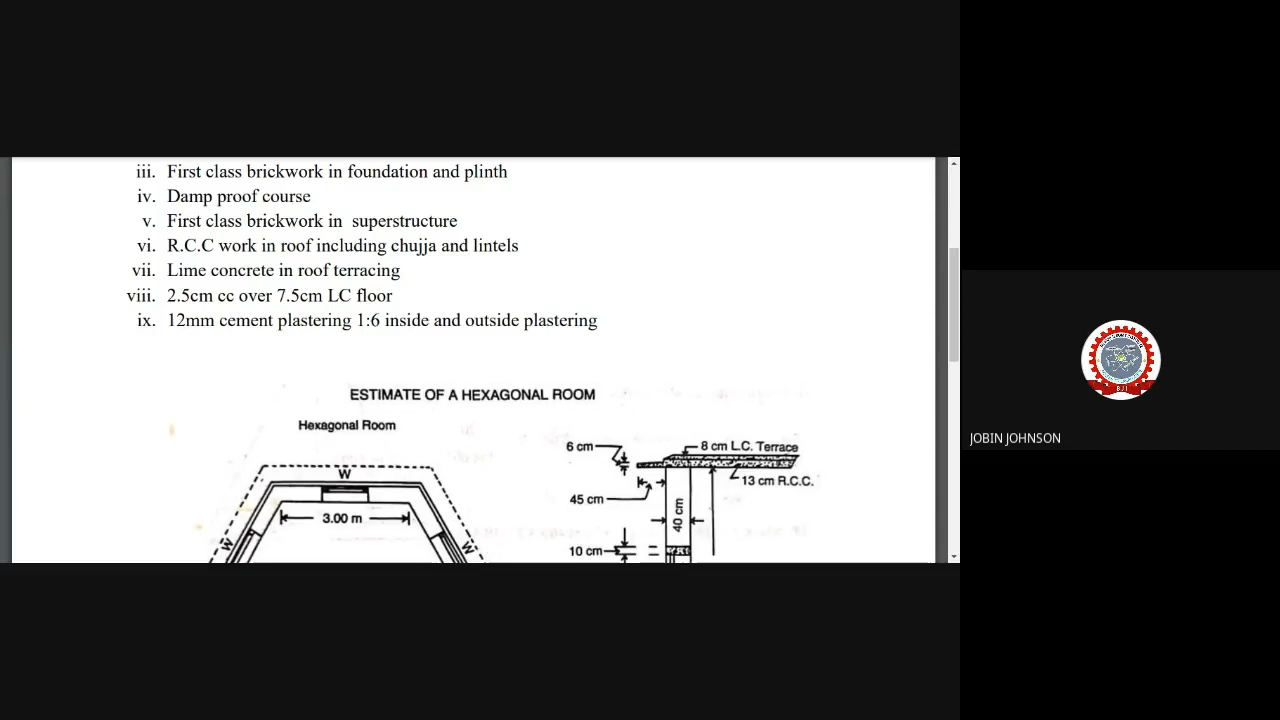 iii. First class brickwork in foundation and plinth
iv. Damp proof course
v. First class brickwork in superstructure
vi. R.C.C work in roof including chujja and lintels
vii. Lime concrete in roof terracing
viii. 2.5cm cc over 7.5cm LC floor
ix. 12mm cement plastering 1:6 inside and outside plastering
ESTIMATE OF A HEXAGONAL ROOM
Hexagonal Room
6 cm
8 cm L.C. Terrace
W
13 cm R.C.C.
45 cm
3.00 m
40 cm
W
W
10 cm
JOBIN JOHNSON
BJI